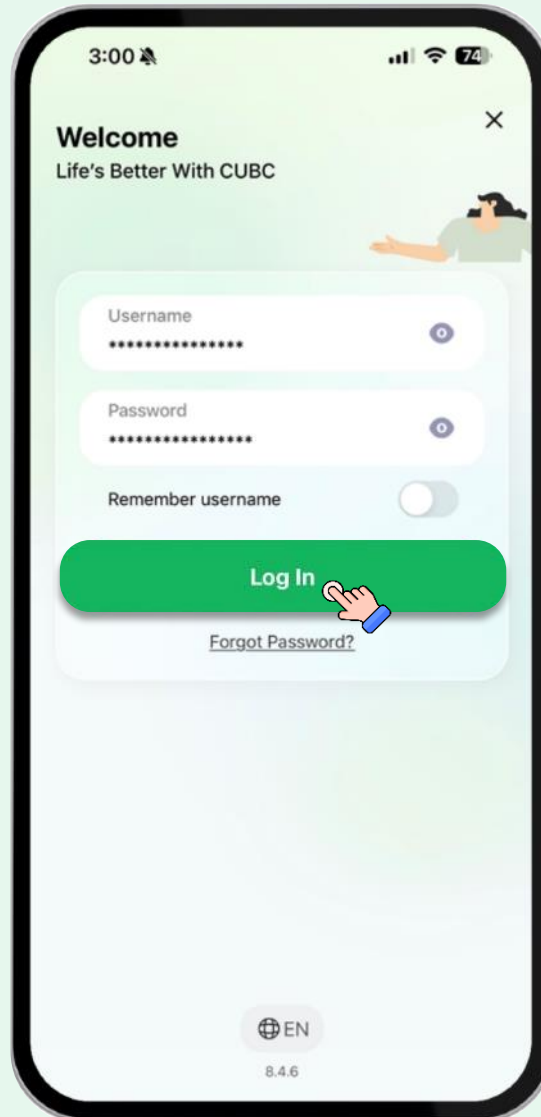 3:00
74
Welcome
Life's Better With CUBC
Username
***************
Password
****************
Remember username
Log In
Forgot Password?
EN
8.4.6